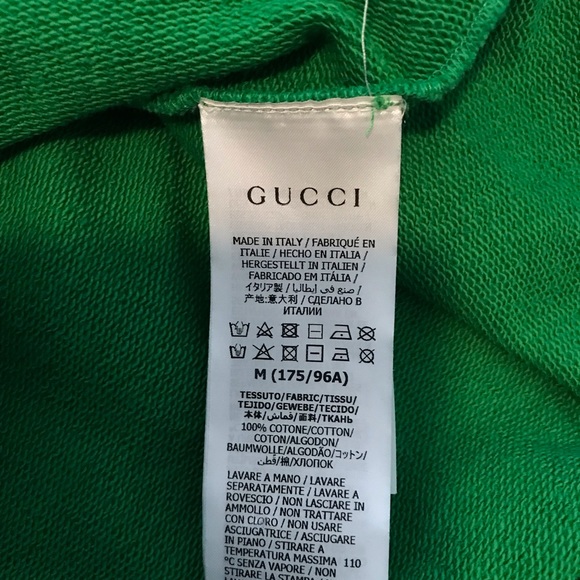 GUCCI
MADE IN ITALY / FABRIQUÉ EN
ITALIE / HECHO EN ITALIA /
HERGESTELLT IN ITALIEN /
FABRICADO EM ITÁLIA /
イタリア製 / صنع في إيطاليا /
产地:意大利 / СДЕЛАНО В
ИТАЛИИ
M (175/96A)
TESSUTO/FABRIC/TISSU/
TEJIDO/GEWEBE/TECIDO/
本体/قماش/面料/ТКАНЬ
100% COTONE/COTTON/
COTON/ALGODON/
BAUMWOLLE/ALGODÃO/コットン/
قطن/棉/ХЛОПОК
LAVARE A MANO / LAVARE
SEPARATAMENTE / LAVARE A
ROVESCIO / NON LASCIARE IN
AMMOLLO / NON TRATTARE
CON CLORO / NON USARE
ASCIUGATRICE / ASCIUGARE
IN PIANO / STIRARE A
TEMPERATURA MASSIMA 110
°C SENZA VAPORE / NON
STIRARE LA